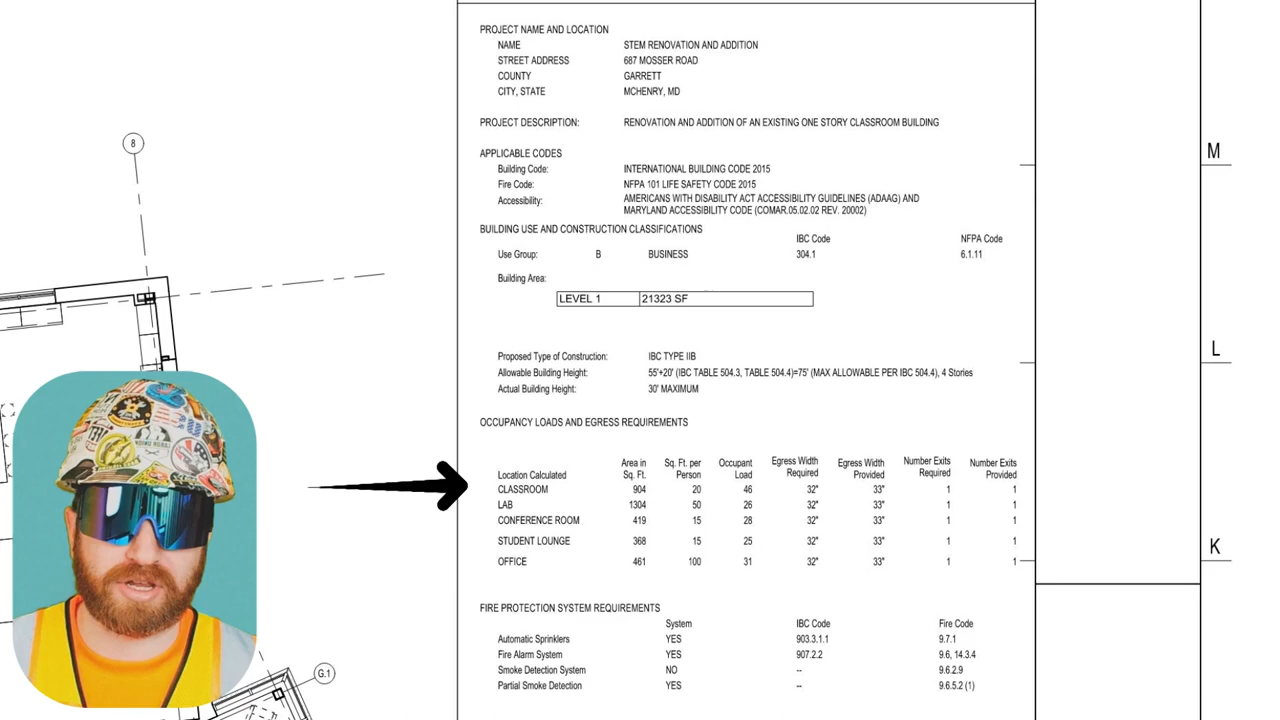 PROJECT NAME AND LOCATION
NAME STEM RENOVATION AND ADDITION
STREET ADDRESS 687 MOSSER ROAD
COUNTY GARRETT
CITY, STATE MCHENRY, MD
8
PROJECT DESCRIPTION: RENOVATION AND ADDITION OF AN EXISTING ONE STORY CLASSROOM BUILDING
APPLICABLE CODES
M
Building Code: INTERNATIONAL BUILDING CODE 2015
Fire Code: NFPA 101 LIFE SAFETY CODE 2015
Accessibility: AMERICANS WITH DISABILITY ACT ACCESSIBILITY GUIDELINES (ADAAG) AND
MARYLAND ACCESSIBILITY CODE (COMAR.05.02.02 REV. 20002)
BUILDING USE AND CONSTRUCTION CLASSIFICATIONS
IBC Code NFPA Code
Use Group: B BUSINESS 304.1 6.1.11
Building Area:
LEVEL 1 21323 SF
L
Proposed Type of Construction: IBC TYPE IIB
Allowable Building Height: 55'+20' (IBC TABLE 504.3, TABLE 504.4)=75' (MAX ALLOWABLE PER IBC 504.4), 4 Stories
Actual Building Height: 30' MAXIMUM
OCCUPANCY LOADS AND EGRESS REQUIREMENTS
Location Calculated Area in Sq. Ft. Sq. Ft. per Person Occupant Load Egress Width Required Egress Width Provided Number Exits Required Number Exits Provided
CLASSROOM 904 20 46 32" 33" 1 1
LAB 1304 50 26 32" 33" 1 1
CONFERENCE ROOM 419 15 28 32" 33" 1 1
STUDENT LOUNGE 368 15 25 32" 33" 1 1
K
OFFICE 461 100 31 32" 33" 1 1
FIRE PROTECTION SYSTEM REQUIREMENTS
System IBC Code Fire Code
Automatic Sprinklers YES 903.3.1.1 9.7.1
Fire Alarm System YES 907.2.2 9.6, 14.3.4
Smoke Detection System NO -- 9.6.2.9
Partial Smoke Detection YES -- 9.6.5.2 (1)
G.1